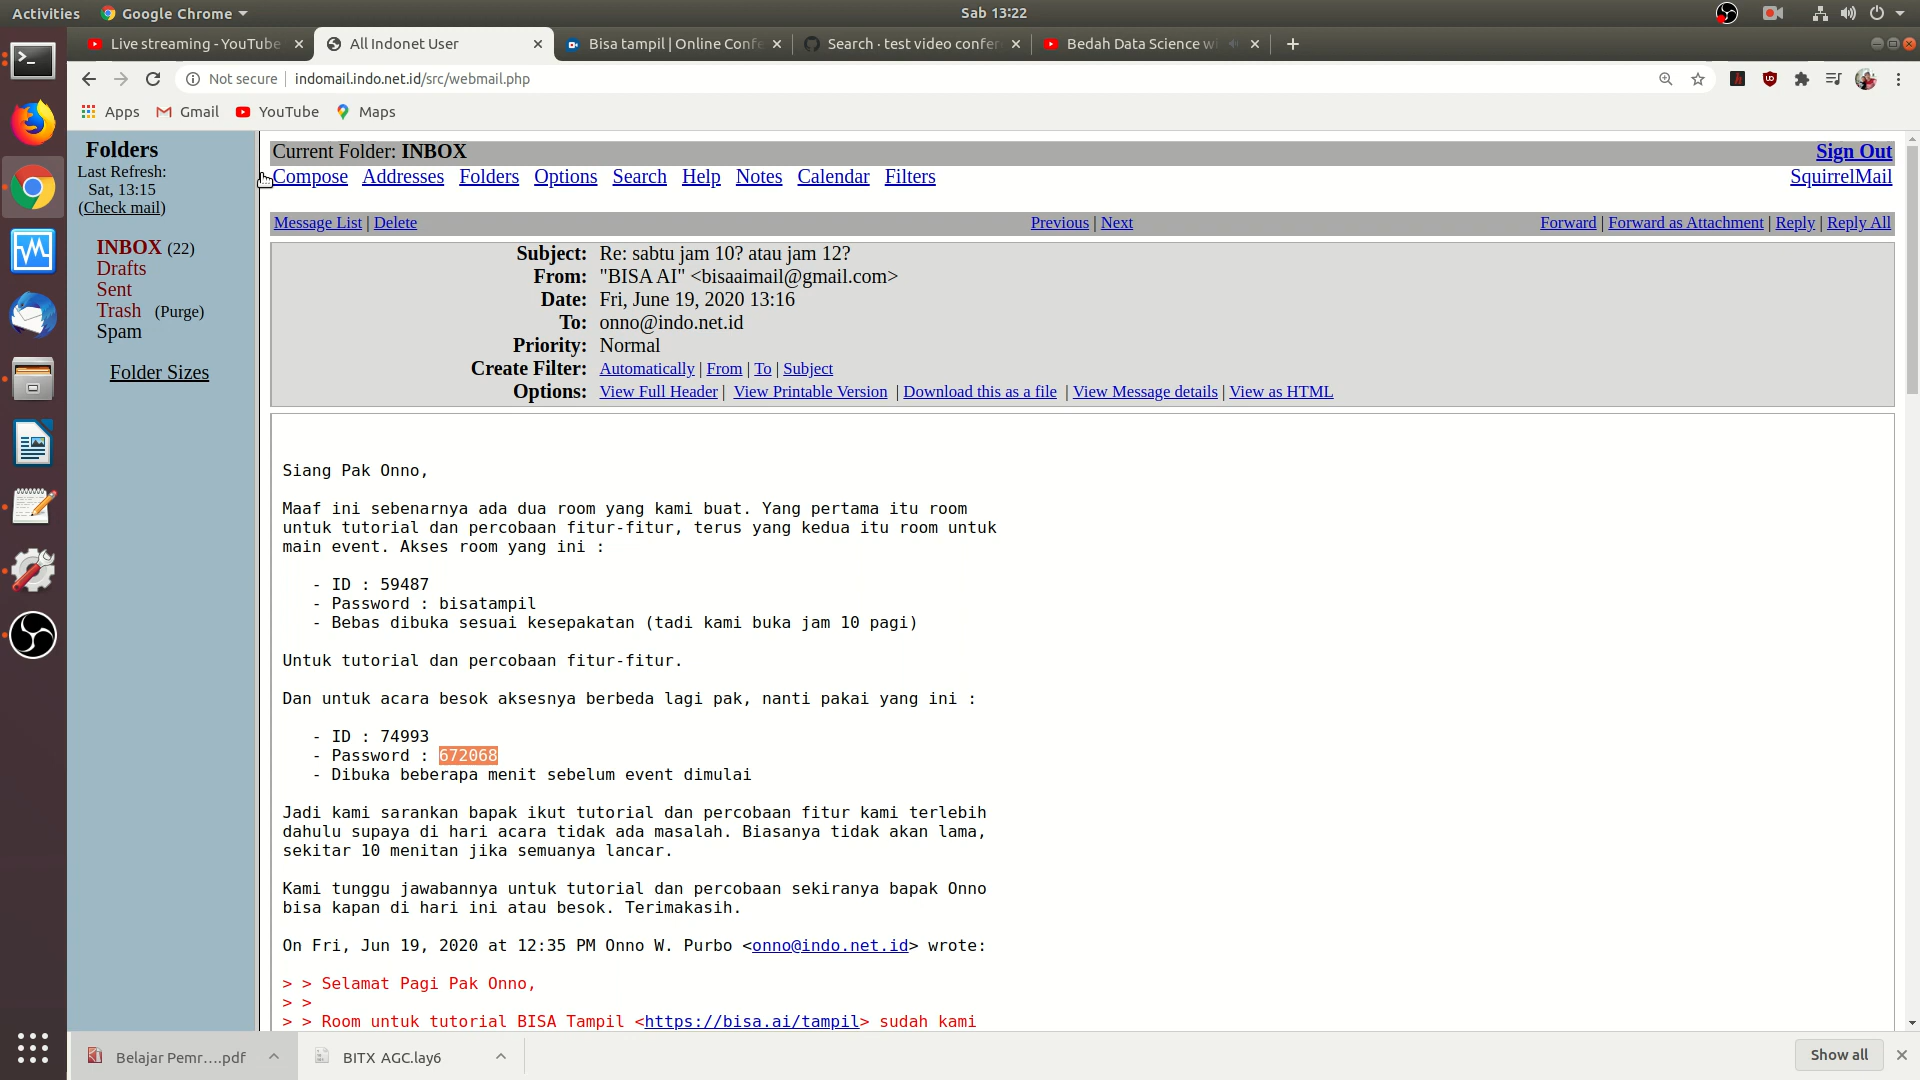 Activities Google Chrome Sab 13:22
Live streaming - YouTube All Indonet User Bisa tampil | Online Confe Search · test video confer Bedah Data Science w
Not secure | indomail.indo.net.id/src/webmail.php
Apps Gmail YouTube Maps
Folders
Last Refresh:
Sat, 13:15
(Check mail)
INBOX (22)
Drafts
Sent
Trash (Purge)
Spam
Folder Sizes
Current Folder: INBOX Sign Out
Compose Addresses Folders Options Search Help Notes Calendar Filters SquirrelMail
Message List | Delete Previous | Next Forward | Forward as Attachment | Reply | Reply All
Subject: Re: sabtu jam 10? atau jam 12?
From: "BISA AI" <bisaaimail@gmail.com>
Date: Fri, June 19, 2020 13:16
To: onno@indo.net.id
Priority: Normal
Create Filter: Automatically | From | To | Subject
Options: View Full Header | View Printable Version | Download this as a file | View Message details | View as HTML
Siang Pak Onno,
Maaf ini sebenarnya ada dua room yang kami buat. Yang pertama itu room
untuk tutorial dan percobaan fitur-fitur, terus yang kedua itu room untuk
main event. Akses room yang ini :
- ID : 59487
- Password : bisatampil
- Bebas dibuka sesuai kesepakatan (tadi kami buka jam 10 pagi)
Untuk tutorial dan percobaan fitur-fitur.
Dan untuk acara besok aksesnya berbeda lagi pak, nanti pakai yang ini :
- ID : 74993
- Password : 672068
- Dibuka beberapa menit sebelum event dimulai
Jadi kami sarankan bapak ikut tutorial dan percobaan fitur kami terlebih
dahulu supaya di hari acara tidak ada masalah. Biasanya tidak akan lama,
sekitar 10 menitan jika semuanya lancar.
Kami tunggu jawabannya untuk tutorial dan percobaan sekiranya bapak Onno
bisa kapan di hari ini atau besok. Terimakasih.
On Fri, Jun 19, 2020 at 12:35 PM Onno W. Purbo <onno@indo.net.id> wrote:
> > Selamat Pagi Pak Onno,
> >
> > Room untuk tutorial BISA Tampil <https://bisa.ai/tampil> sudah kami
Belajar Pemr....pdf BITX AGC.lay6 Show all